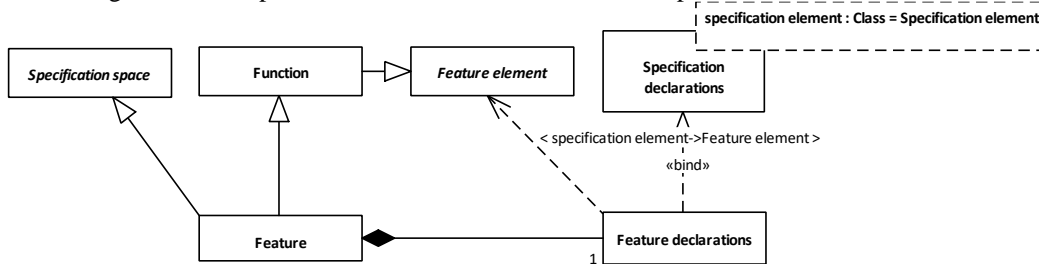 specification element : Class = Specification element
Specification space
Function
Feature element
Specification
declarations
< specification element->Feature element >
«bind»
Feature
Feature declarations
1